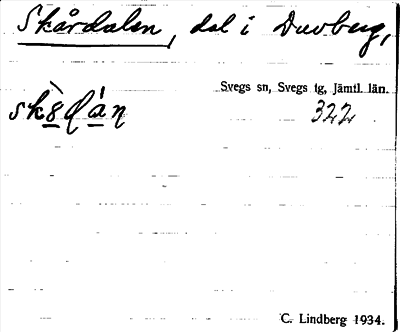 Skårdalen, dal i Duvberg,
Svegs sn, Svegs tg, Jämtl. län.
322
C. Lindberg 1934.